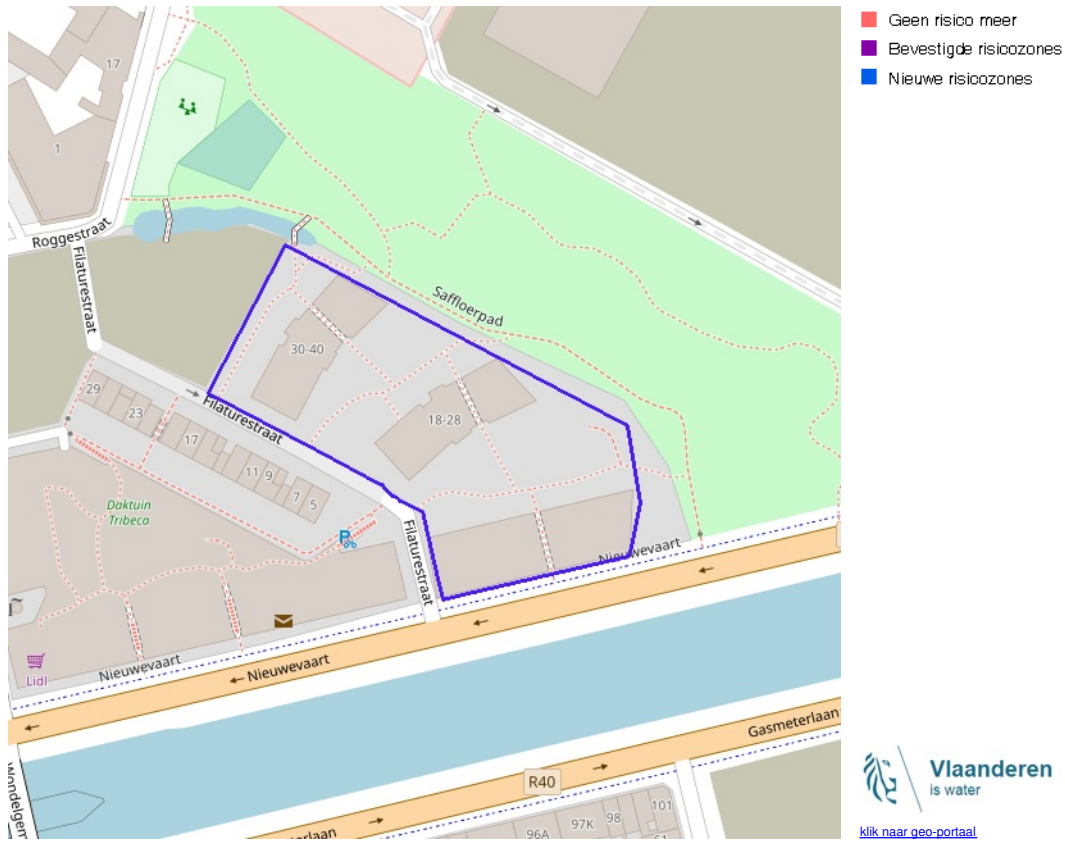 Geen risico meer
Bevestigde risicozones
Nieuwe risicozones
17
1
Roggestraat
Filaturestraat
Saffloerpad
30-40
18-28
29
23
17
11
9
7
5
Filaturestraat
Filaturestraat
Daktuin
Tribeca
P
Nieuwevaart
Nieuwevaart
Nieuwevaart
Lidl
Gasmeterlaan
R40
101
98
97K
96A
Vlaanderen
is water
klik naar geo-portaal